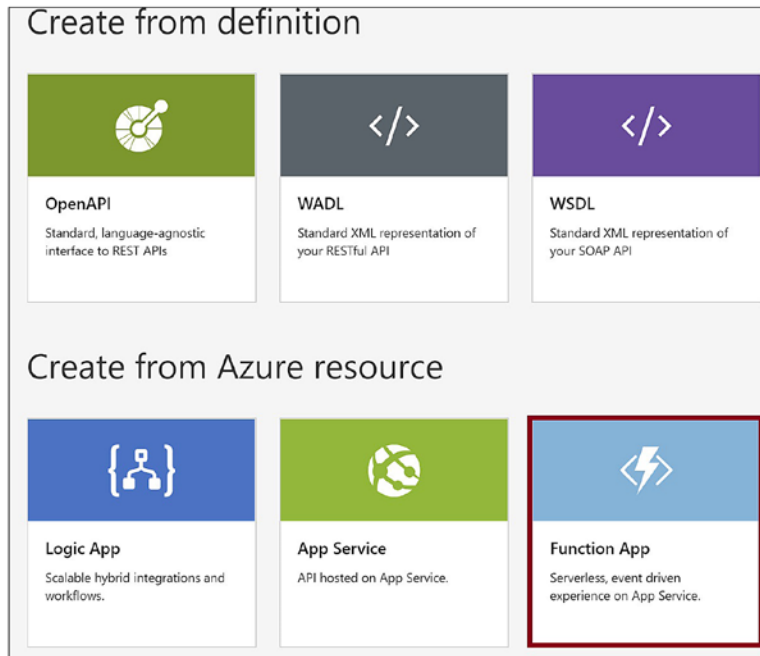 Create from definition
OpenAPI
Standard, language-agnostic
interface to REST APIs
WADL
Standard XML representation of
your RESTful API
WSDL
Standard XML representation of
your SOAP API
Create from Azure resource
Logic App
Scalable hybrid integrations and
workflows.
App Service
API hosted on App Service.
Function App
Serverless, event driven
experience on App Service.